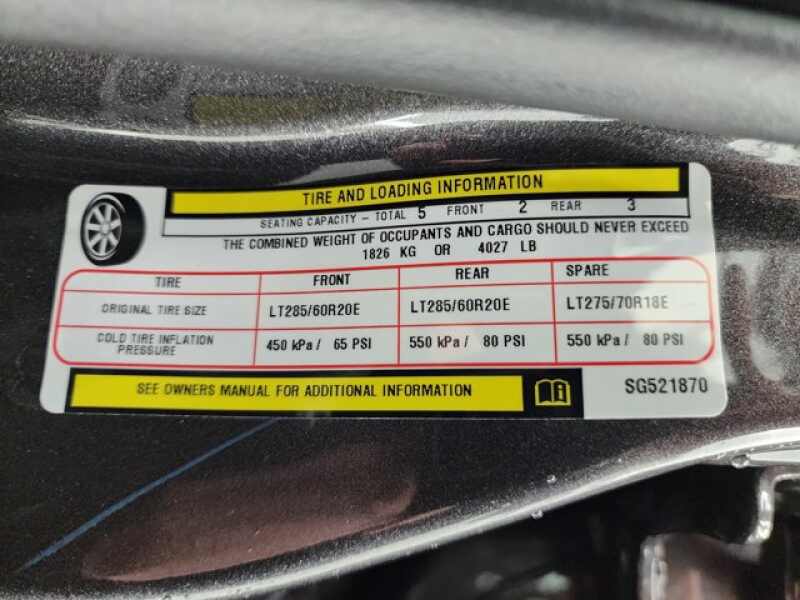 TIRE AND LOADING INFORMATION
SEATING CAPACITY - TOTAL 5 FRONT 2 REAR 3
THE COMBINED WEIGHT OF OCCUPANTS AND CARGO SHOULD NEVER EXCEED
1826 KG OR 4027 LB
TIRE FRONT REAR SPARE
ORIGINAL TIRE SIZE LT285/60R20E LT285/60R20E LT275/70R18E
COLD TIRE INFLATION
PRESSURE 450 kPa/ 65 PSI 550 kPa/ 80 PSI 550 kPa/ 80 PSI
SEE OWNERS MANUAL FOR ADDITIONAL INFORMATION
SG521870